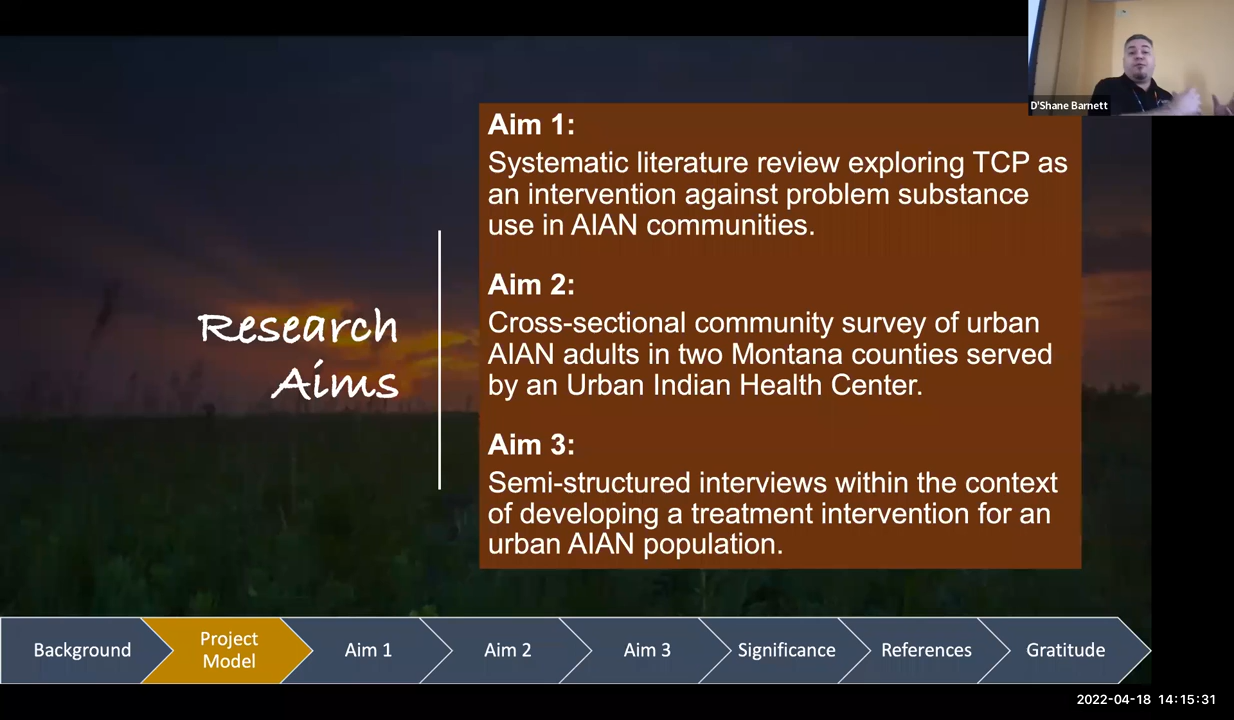 D'Shane Barnett
Research
Aims
Aim 1:
Systematic literature review exploring TCP as
an intervention against problem substance
use in AIAN communities.
Aim 2:
Cross-sectional community survey of urban
AIAN adults in two Montana counties served
by an Urban Indian Health Center.
Aim 3:
Semi-structured interviews within the context
of developing a treatment intervention for an
urban AIAN population.
Background
Project
Model
Aim 1
Aim 2
Aim 3
Significance
References
Gratitude
2022-04-18 14:15:31